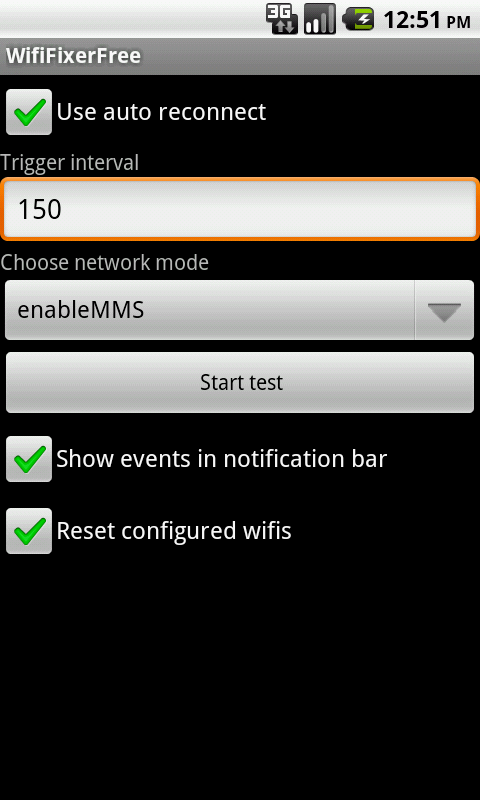 3G 12:51 PM
WifiFixerFree
Use auto reconnect
Trigger interval
150
Choose network mode
enableMMS
Start test
Show events in notification bar
Reset configured wifis